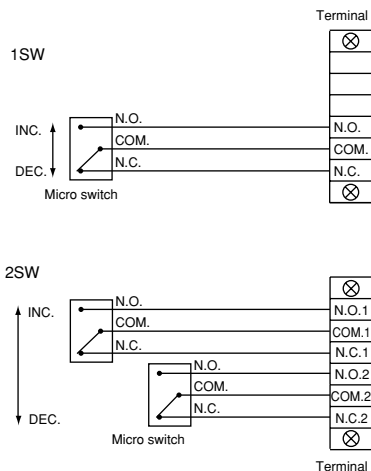 Terminal
1SW
INC.
DEC.
N.O.
COM.
N.C.
Micro switch
N.O.
COM.
N.C.
2SW
INC.
DEC.
N.O.
COM.
N.C.
N.O.
COM.
N.C.
Micro switch
N.O.1
COM.1
N.C.1
N.O.2
COM.2
N.C.2
Terminal